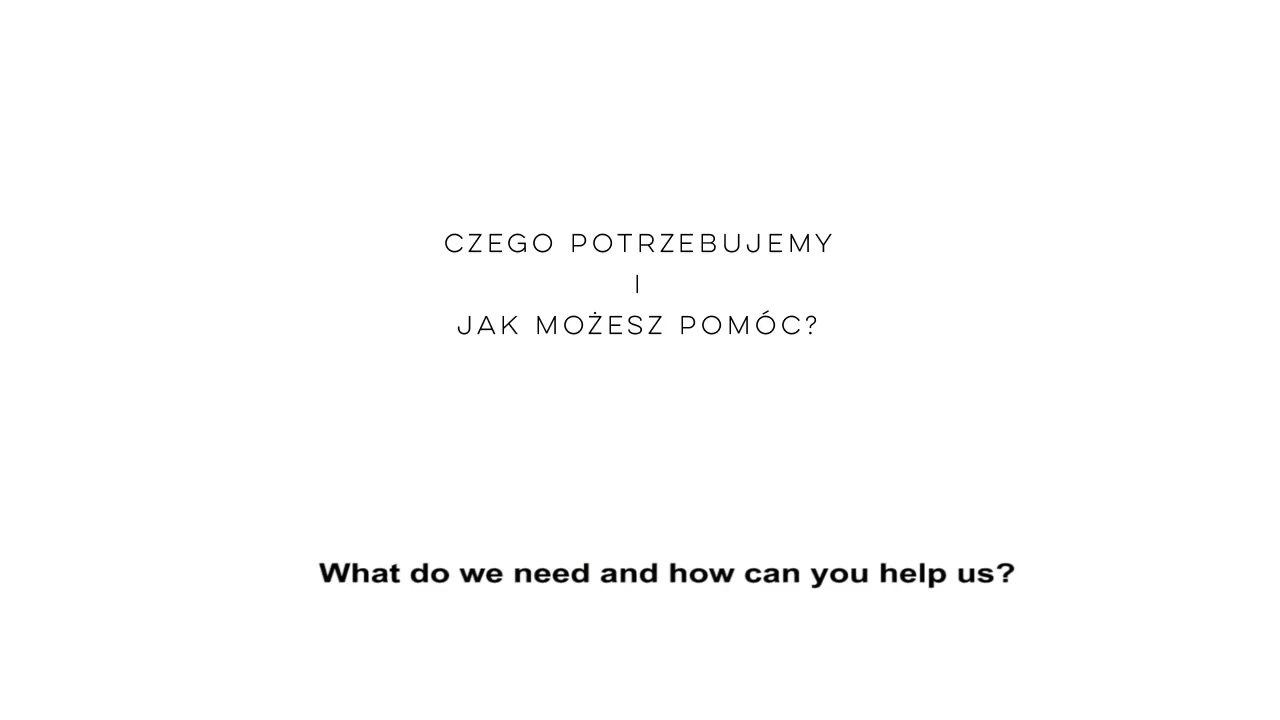 CZEGO POTRZEBUJEMY
I
JAK MOŻESZ POMÓC?
What do we need and how can you help us?